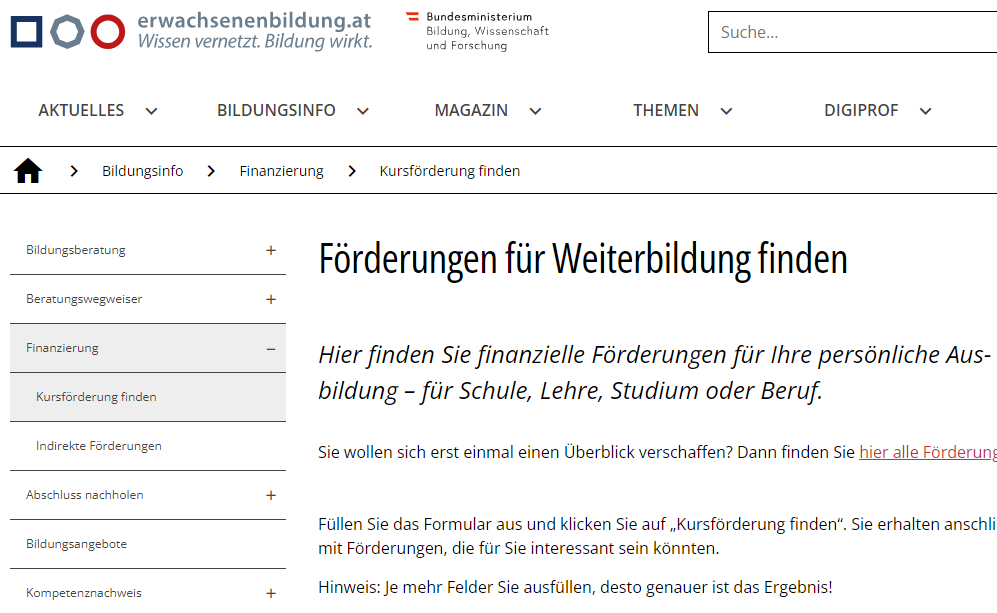 erwachsenenbildung.at
Wissen vernetzt. Bildung wirkt.
Bundesministerium
Bildung, Wissenschaft
und Forschung
Suche...
AKTUELLES
BILDUNGSINFO
MAGAZIN
THEMEN
DIGIPROF
Bildungsinfo
Finanzierung
Kursförderung finden
Bildungsberatung +
Beratungswegweiser +
Finanzierung –
Kursförderung finden
Indirekte Förderungen
Abschluss nachholen +
Bildungsangebote
Kompetenznachweis +
Förderungen für Weiterbildung finden
Hier finden Sie finanzielle Förderungen für Ihre persönliche Aus-
bildung – für Schule, Lehre, Studium oder Beruf.
Sie wollen sich erst einmal einen Überblick verschaffen? Dann finden Sie hier alle Förderung
Füllen Sie das Formular aus und klicken Sie auf „Kursförderung finden“. Sie erhalten anschli
mit Förderungen, die für Sie interessant sein könnten.
Hinweis: Je mehr Felder Sie ausfüllen, desto genauer ist das Ergebnis!